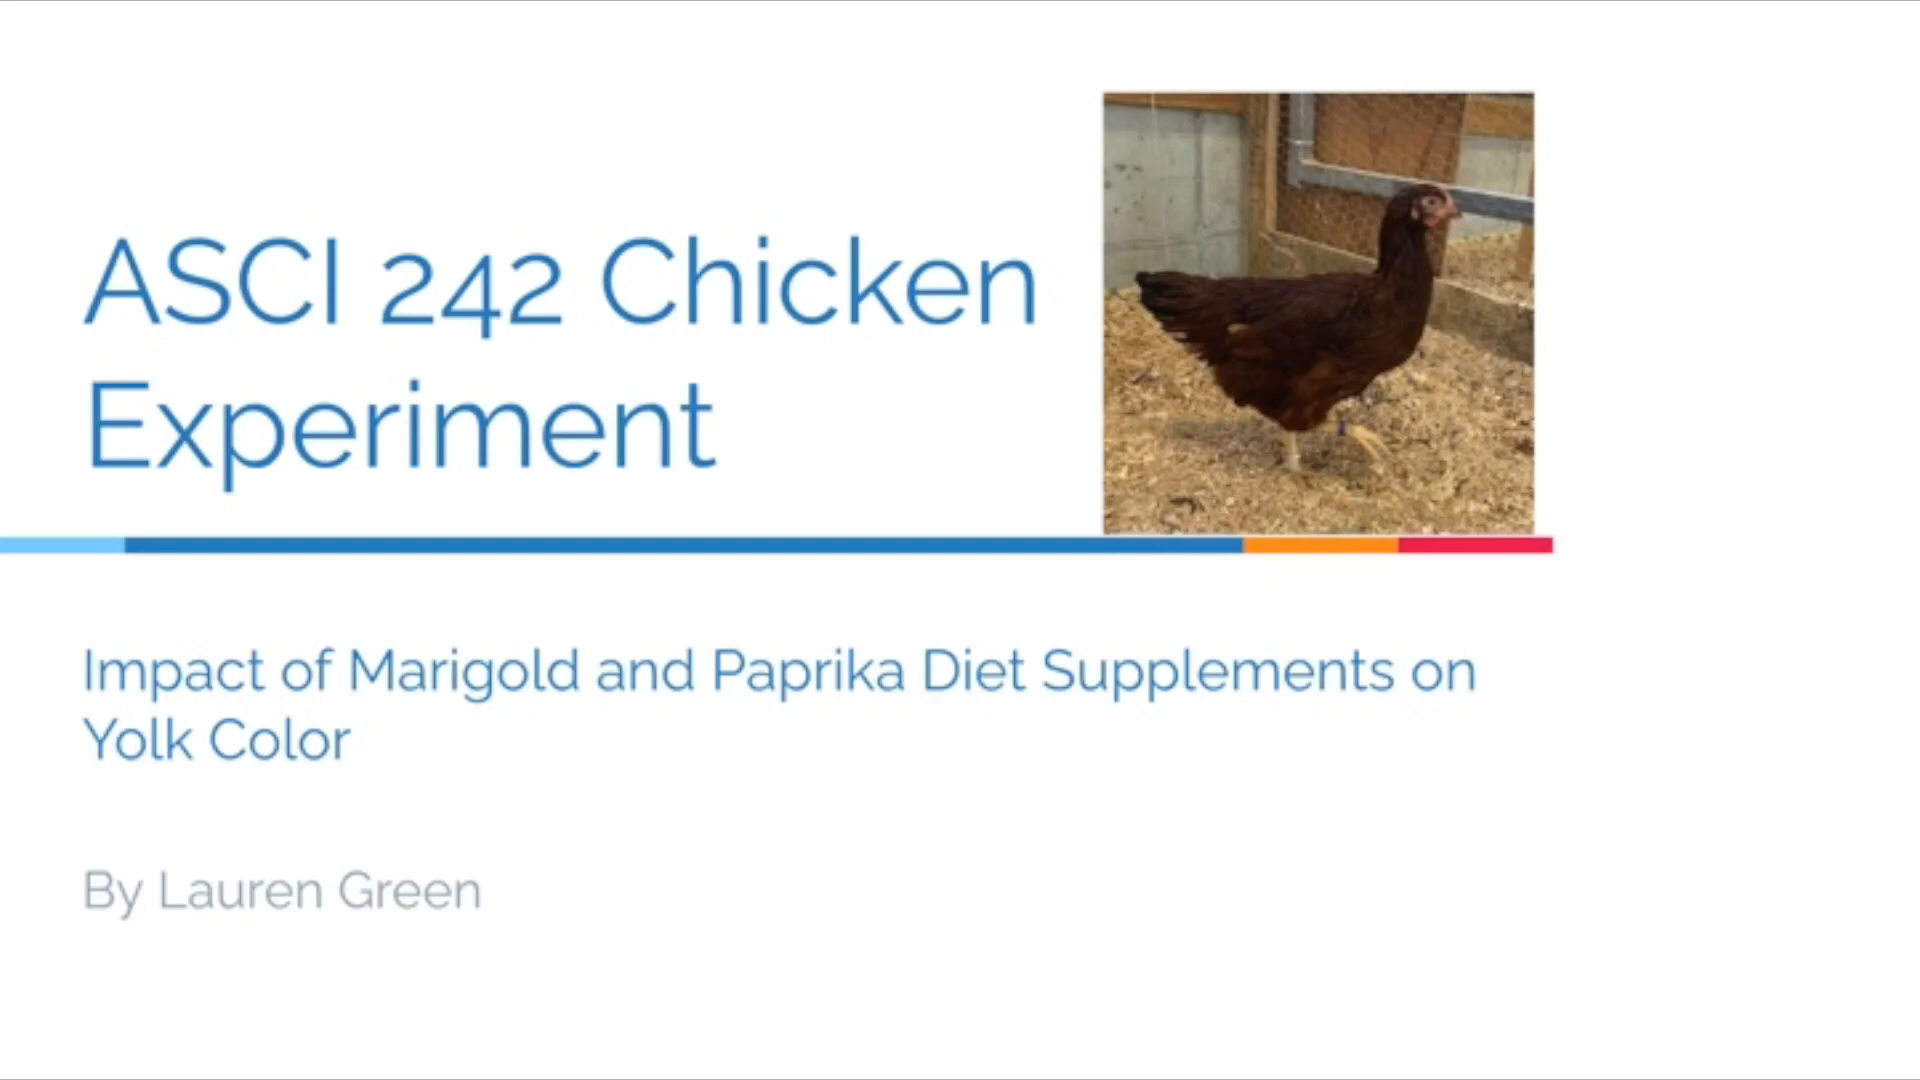 ASCI 242 Chicken
Experiment
Impact of Marigold and Paprika Diet Supplements on
Yolk Color
By Lauren Green